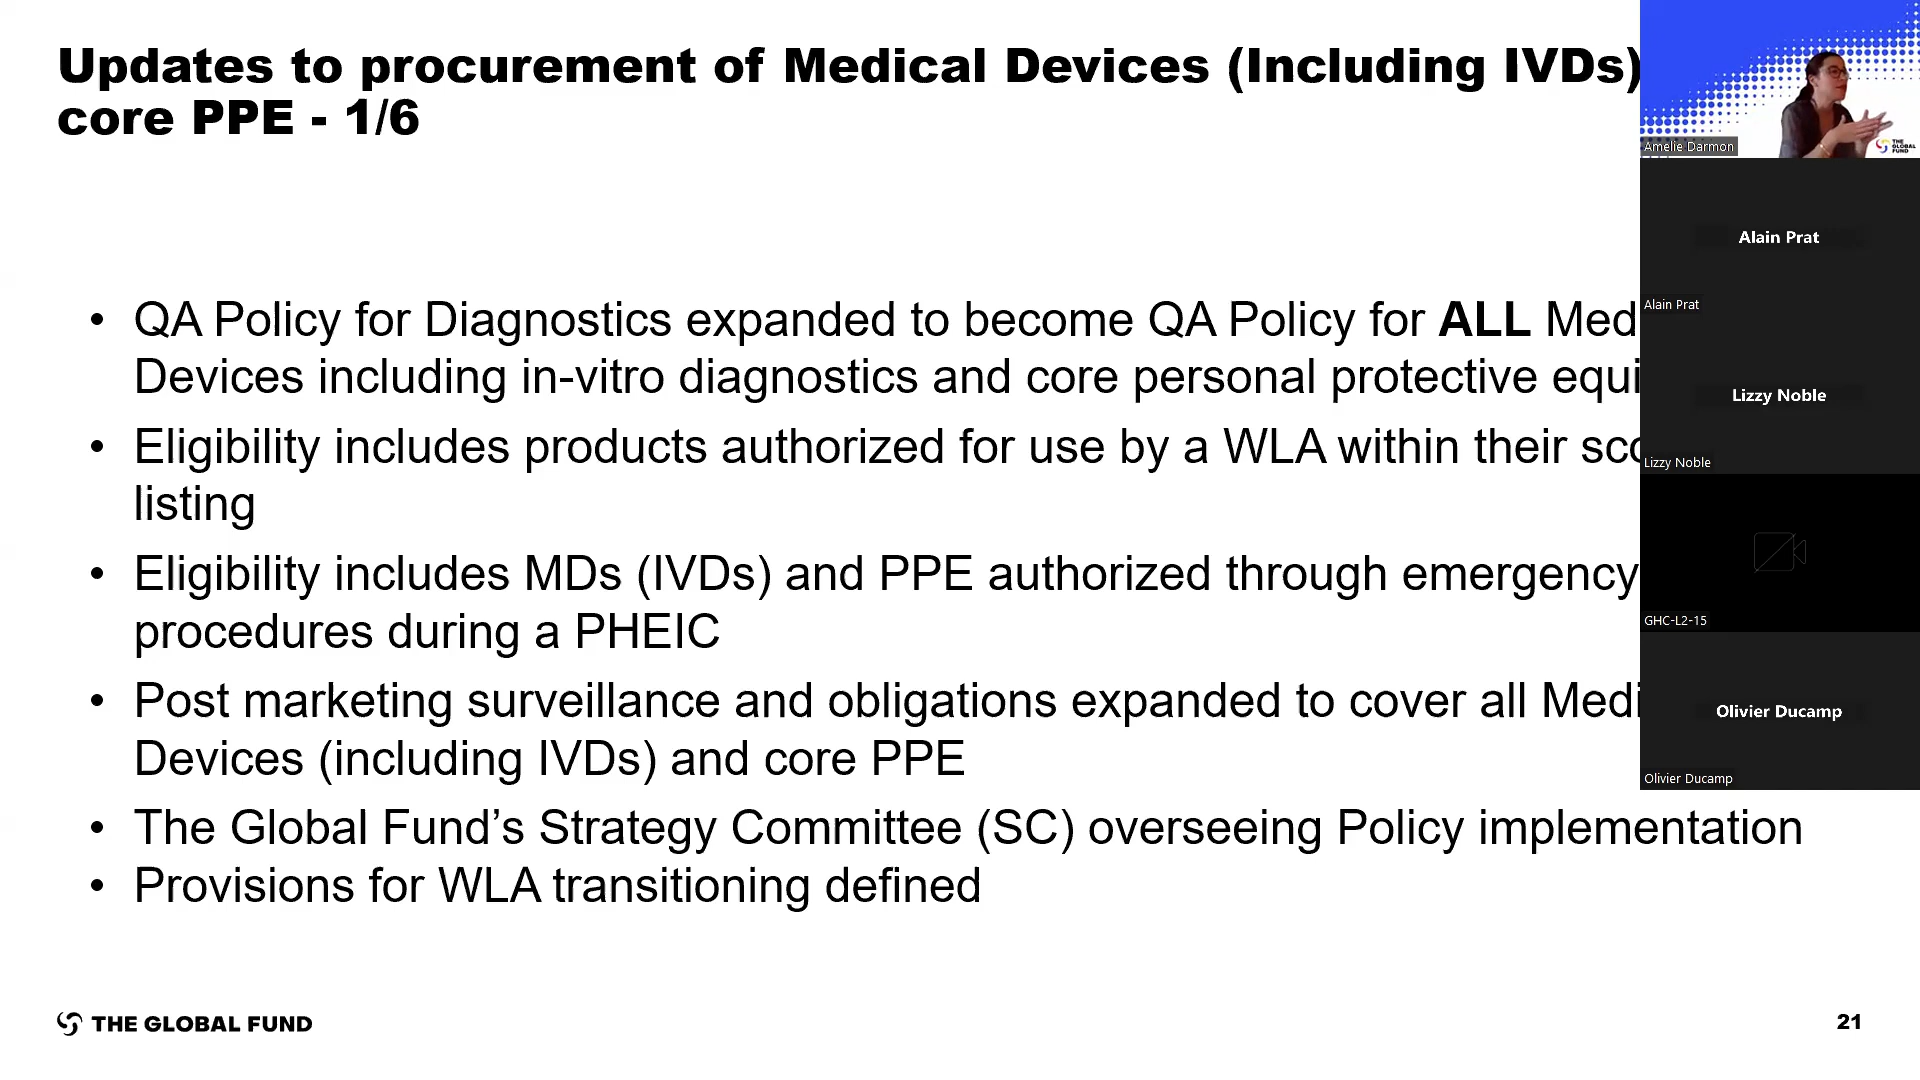 Updates to procurement of Medical Devices (Including IVDs)
core PPE - 1/6
• QA Policy for Diagnostics expanded to become QA Policy for ALL Med
Devices including in-vitro diagnostics and core personal protective equi
• Eligibility includes products authorized for use by a WLA within their sco
listing
• Eligibility includes MDs (IVDs) and PPE authorized through emergency
procedures during a PHEIC
• Post marketing surveillance and obligations expanded to cover all Medi
Devices (including IVDs) and core PPE
• The Global Fund’s Strategy Committee (SC) overseeing Policy implementation
• Provisions for WLA transitioning defined
THE GLOBAL FUND
21
THE
GLOBAL
FUND
Amelie Darmon
Alain Prat
Alain Prat
Lizzy Noble
Lizzy Noble
GHC-L2-15
Olivier Ducamp
Olivier Ducamp